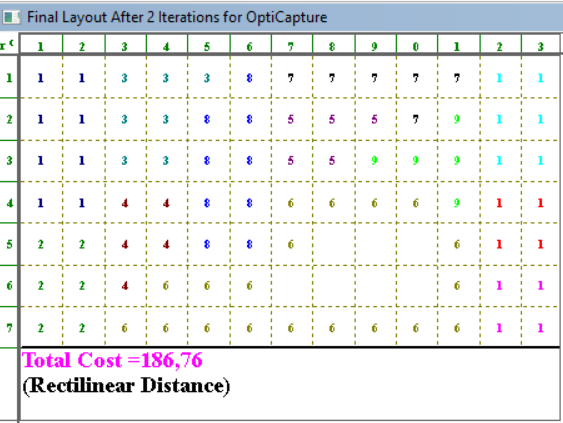 Final Layout After 2 Iterations for OptiCapture
r c 1 2 3 4 5 6 7 8 9 0 1 2 3
1 1 1 3 3 3 8 7 7 7 7 7 1 1
2 1 1 3 3 8 8 5 5 5 7 9 1 1
3 1 1 3 3 8 8 5 5 9 9 9 1 1
4 1 1 4 4 8 8 6 6 6 6 9 1 1
5 2 2 4 4 8 8 6 6 1 1
6 2 2 4 6 6 6 6 1 1
7 2 2 6 6 6 6 6 6 6 6 6 1 1
Total Cost =186,76
(Rectilinear Distance)